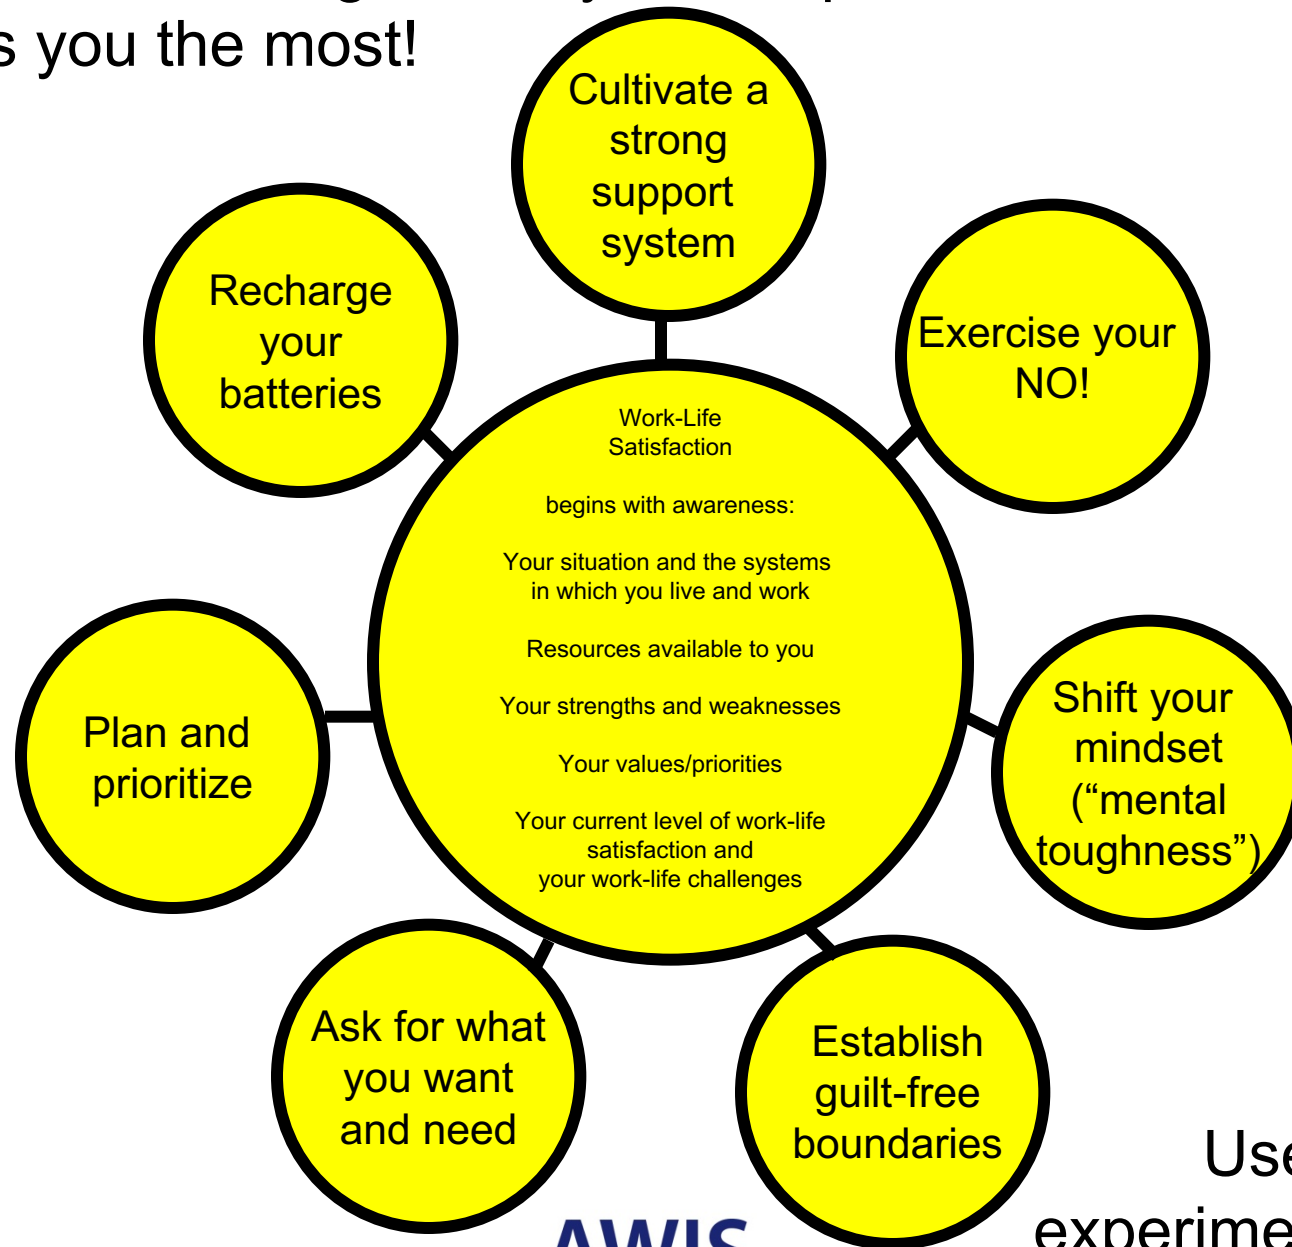 s you the most!
Cultivate a
strong
support
system
Recharge
your
batteries
Exercise your
NO!
Work-Life
Satisfaction
begins with awareness:
Your situation and the systems
in which you live and work
Resources available to you
Your strengths and weaknesses
Your values/priorities
Your current level of work-life
satisfaction and
your work-life challenges
Shift your
mindset
(“mental
toughness”)
Plan and
prioritize
Ask for what
you want
and need
Establish
guilt-free
boundaries
Use
experime
AWIS